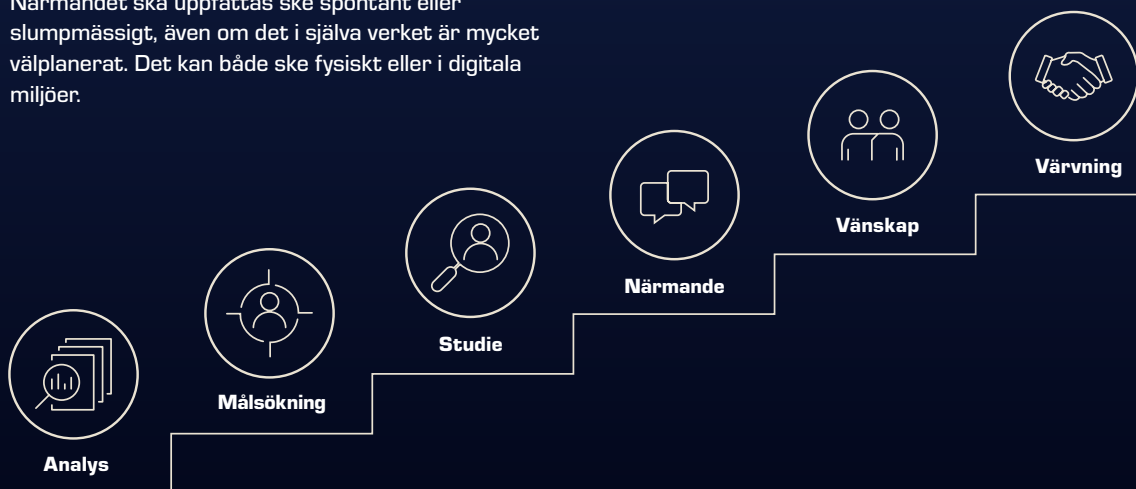 Närmandet ska uppfattas ske spontant eller
slumpmässigt, även om det i själva verket är mycket
välplanerat. Det kan både ske fysiskt eller i digitala
miljöer.
Värvning
Vänskap
Närmande
Studie
Målsökning
Analys